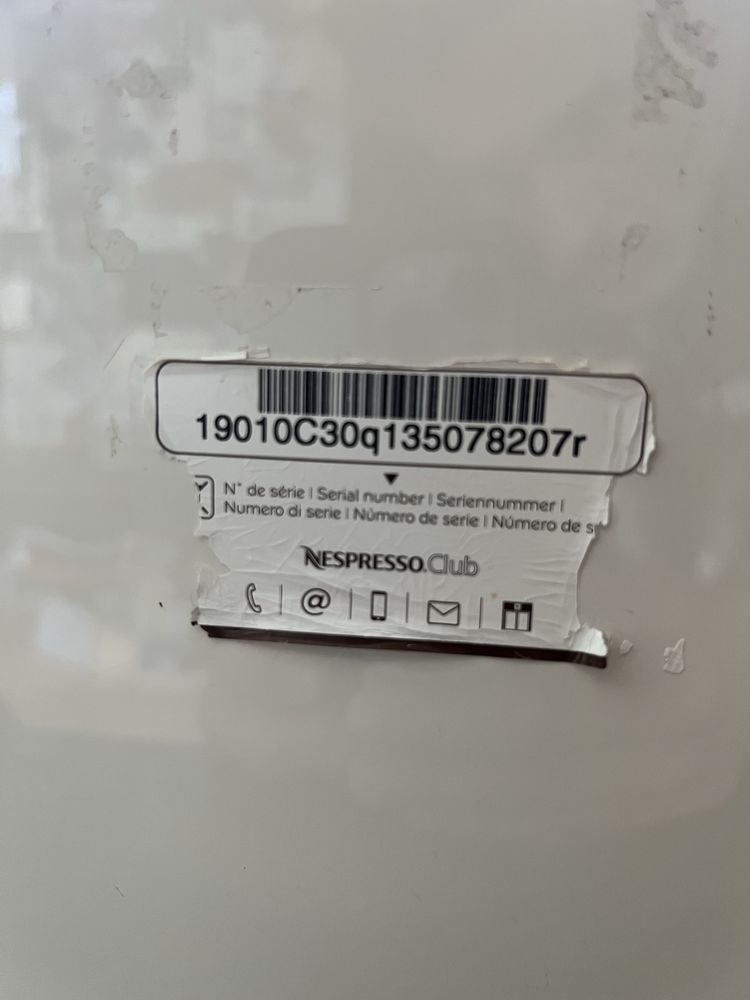 19010C30q135078207r
N° de série | Serial number | Seriennummer |
Numero di serie | Número de serie | Número de
NESPRESSO.Club
@